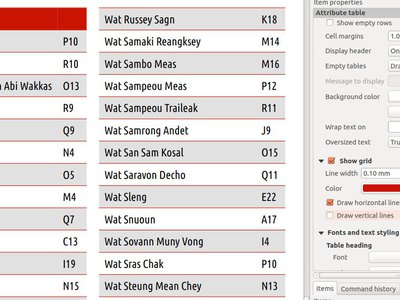 P10
R10
Abi Wakkas O13
R9
Q9
N4
O5
M4
Q7
C13
I19
N15
Wat Russey Sagn K18
Wat Samaki Reangksey M14
Wat Sambo Meas M16
Wat Sampeou Meas P12
Wat Sampeou Traileak R11
Wat Samrong Andet J9
Wat San Sam Kosal O15
Wat Saravon Decho Q11
Wat Sleng E22
Wat Snuoun A17
Wat Sovann Muny Vong I4
Wat Sras Chak P10
Wat Steung Mean Chey N13
Item properties
Attribute table
Show empty rows
Cell margins 1.0
Display header On
Empty tables Dra
Message to display
Background color
Wrap text on
Oversized text Tru
Show grid
Line width 0.10 mm
Color
Draw horizontal lines
Draw vertical lines
Fonts and text styling
Table heading
Font
Items Command history